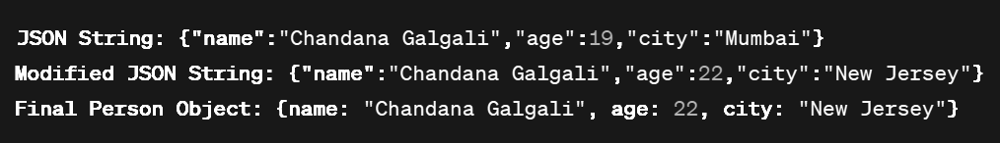 JSON String: {"name":"Chandana Galgali","age":19,"city":"Mumbai"}
Modified JSON String: {"name":"Chandana Galgali","age":22,"city":"New Jersey"}
Final Person Object: {name: "Chandana Galgali", age: 22, city: "New Jersey"}